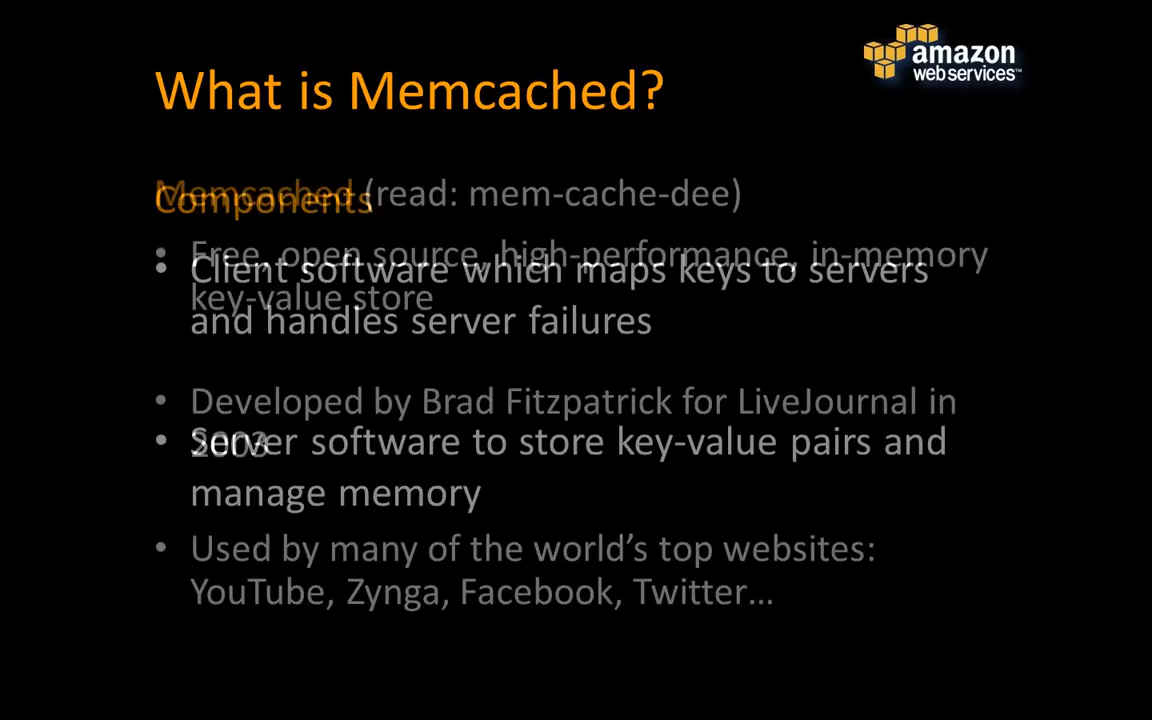 amazon
web services™
What is Memcached?
Memcached (read: mem-cache-dee)
Components
• Free, open source, high-performance, in-memory
key-value store
• Client software which maps keys to servers
and handles server failures
• Developed by Brad Fitzpatrick for LiveJournal in
2003
• Server software to store key-value pairs and
manage memory
• Used by many of the world’s top websites:
YouTube, Zynga, Facebook, Twitter…